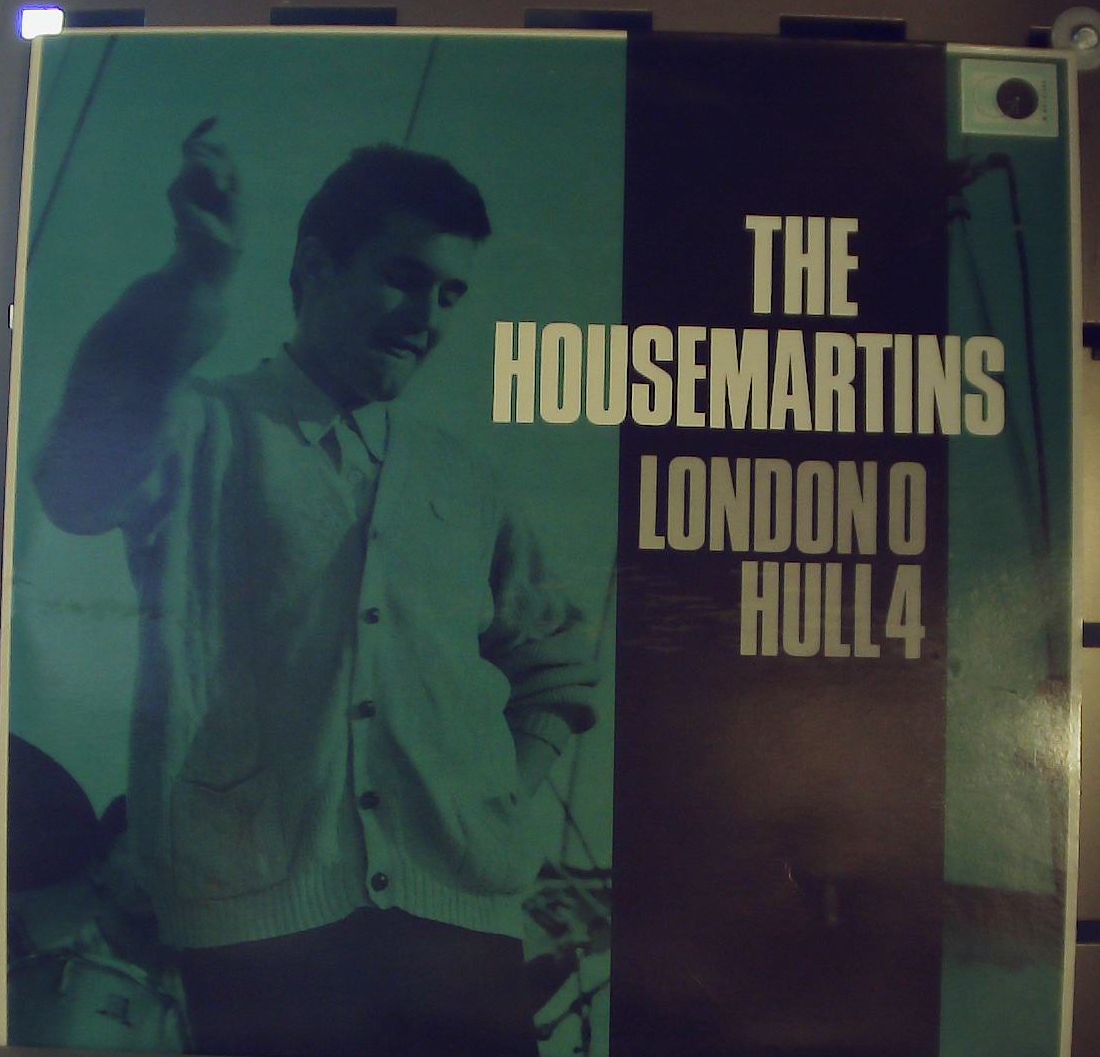 THE
HOUSEMARTINS
LONDON 0
HULL 4